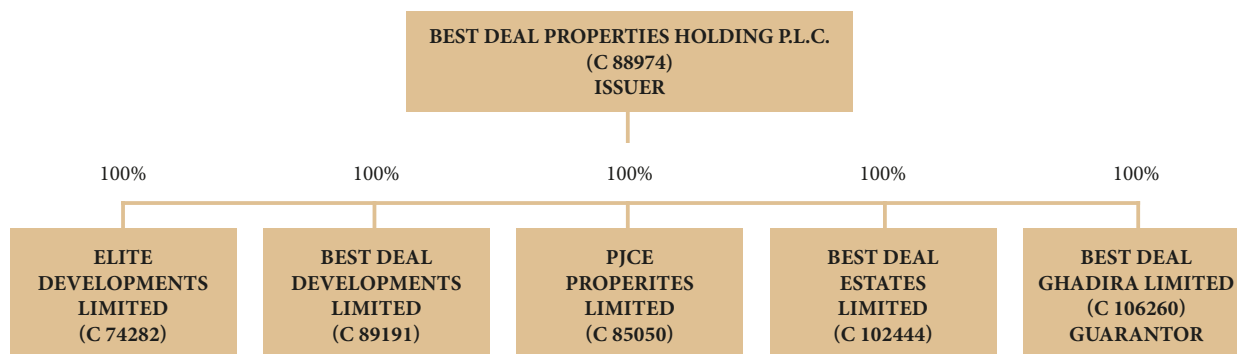 BEST DEAL PROPERTIES HOLDING P.L.C.
(C 88974)
ISSUER
100%
100%
100%
100%
100%
ELITE
DEVELOPMENTS
LIMITED
(C 74282)
BEST DEAL
DEVELOPMENTS
LIMITED
(C 89191)
PJCE
PROPERITES
LIMITED
(C 85050)
BEST DEAL
ESTATES
LIMITED
(C 102444)
BEST DEAL
GHADIRA LIMITED
(C 106260)
GUARANTOR